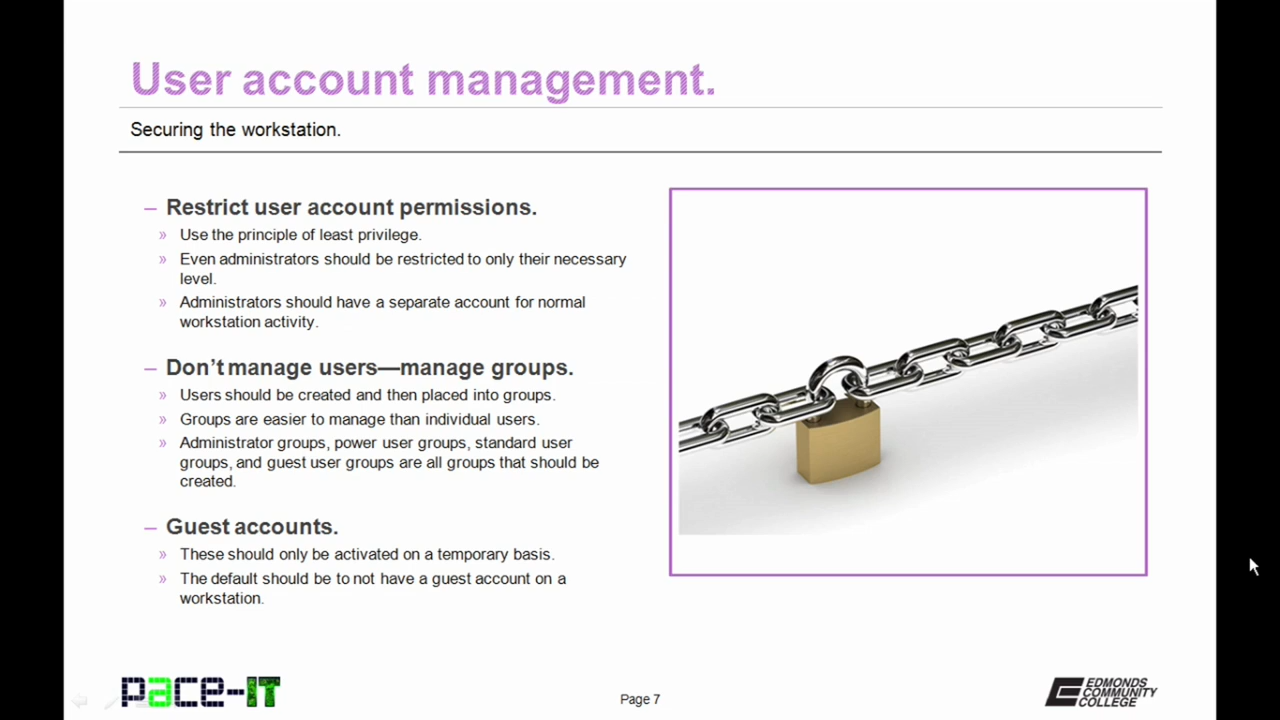 User account management.
Securing the workstation.
– Restrict user account permissions.
» Use the principle of least privilege.
» Even administrators should be restricted to only their necessary
level.
» Administrators should have a separate account for normal
workstation activity.
– Don’t manage users—manage groups.
» Users should be created and then placed into groups.
» Groups are easier to manage than individual users.
» Administrator groups, power user groups, standard user
groups, and guest user groups are all groups that should be
created.
– Guest accounts.
» These should only be activated on a temporary basis.
» The default should be to not have a guest account on a
workstation.
pace-IT
Page 7
EDMONDS
COMMUNITY
COLLEGE